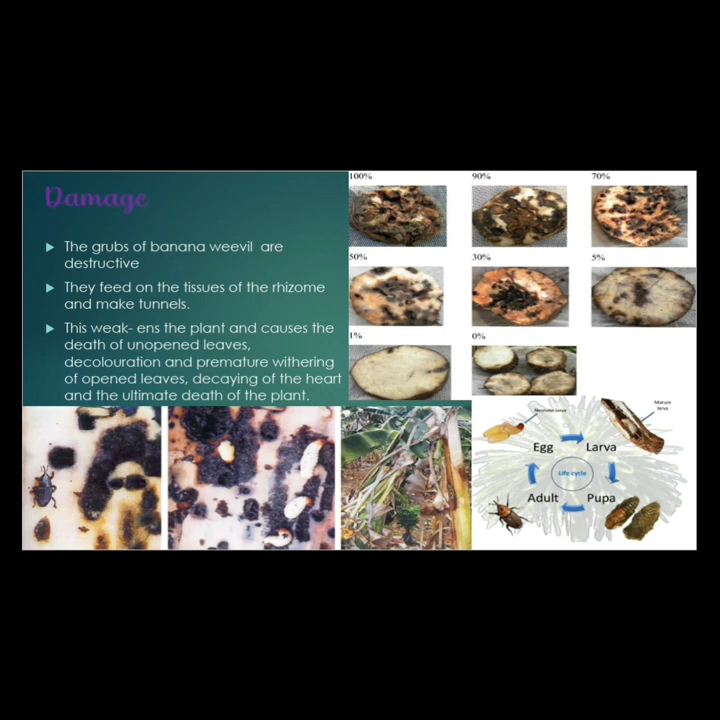 Damage
The grubs of banana weevil are
destructive
They feed on the tissues of the rhizome
and make tunnels.
This weak- ens the plant and causes the
death of unopened leaves,
decolouration and premature withering
of opened leaves, decaying of the heart
and the ultimate death of the plant.
100% 90% 70%
50% 30% 5%
1% 0%
Neonate larva
Mature
larva
Egg Larva
Life cycle
Adult Pupa